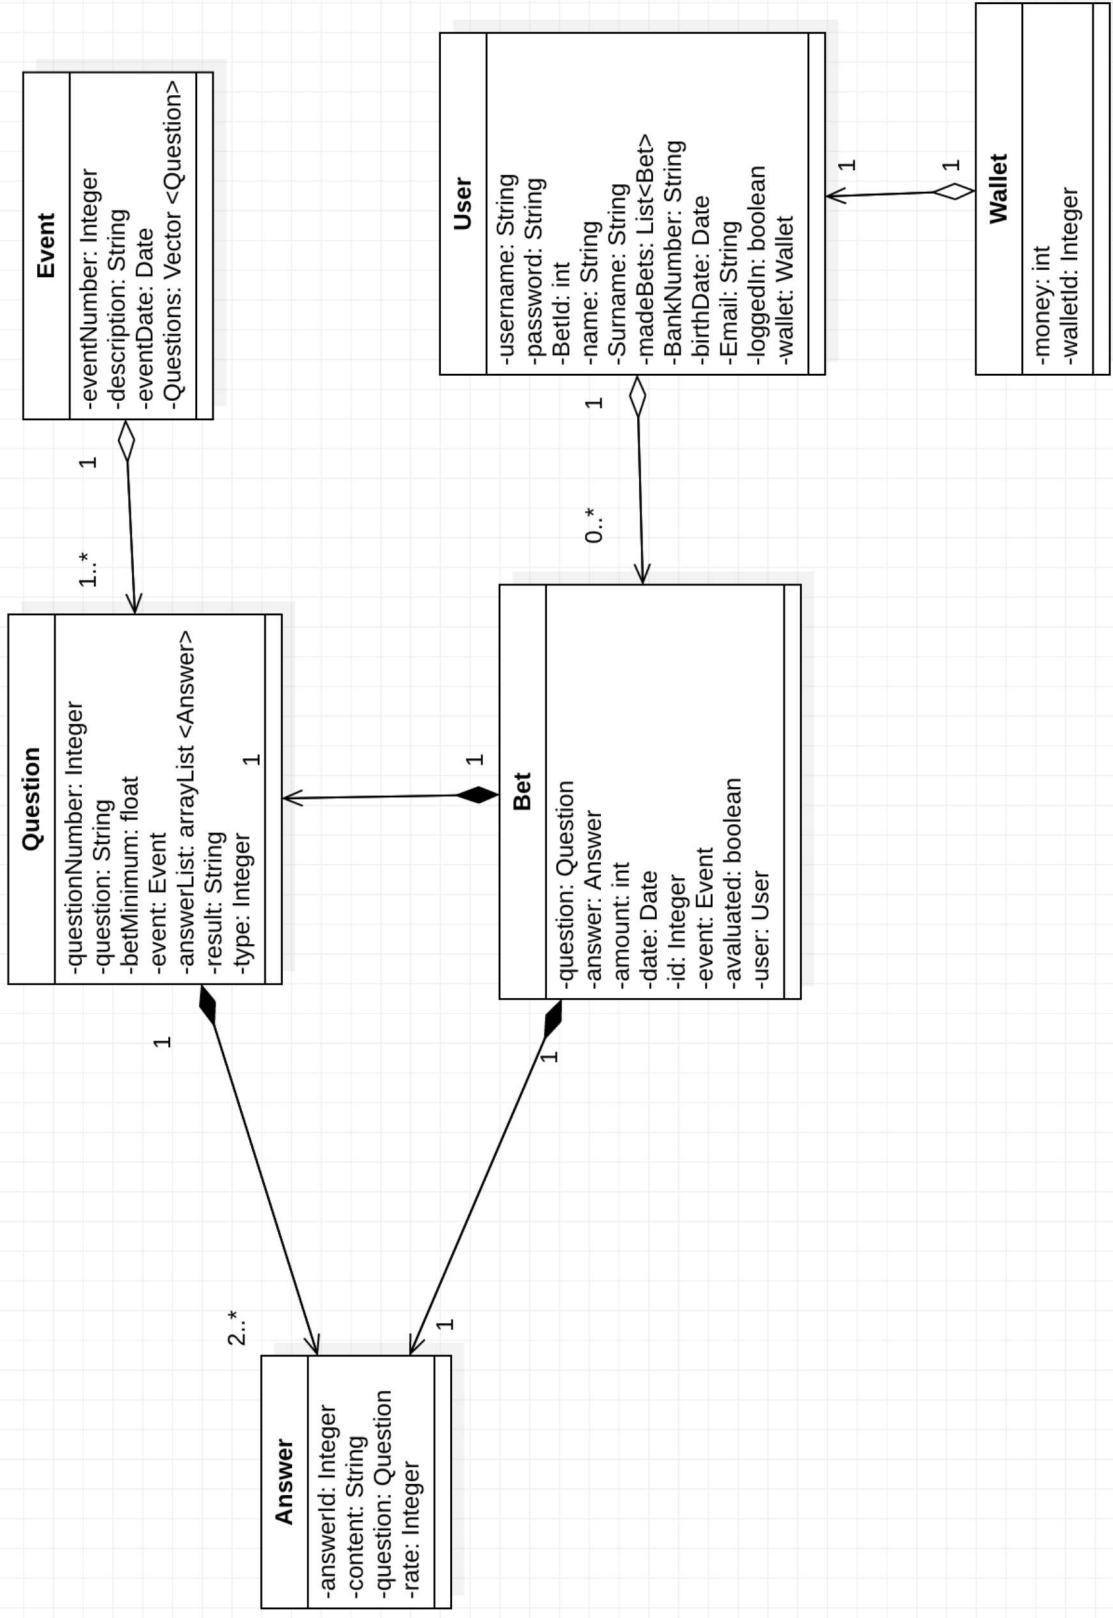 Question
-questionNumber: Integer
-question: String
-betMinimum: float
-event: Event
-answerList: arrayList <Answer>
-result: String
-type: Integer
1
1..*
1
Event
-eventNumber: Integer
-description: String
-eventDate: Date
-Questions: Vector <Question>
1
2..*
Answer
-answerId: Integer
-content: String
-question: Question
-rate: Integer
1
1
1
Bet
-question: Question
-answer: Answer
-amount: int
-date: Date
-id: Integer
-event: Event
-avaluated: boolean
-user: User
0..*
1
User
-username: String
-password: String
-BetId: int
-name: String
-Surname: String
-madeBets: List<Bet>
-BankNumber: String
-birthDate: Date
-Email: String
-loggedIn: boolean
-wallet: Wallet
1
1
Wallet
-money: int
-walletId: Integer